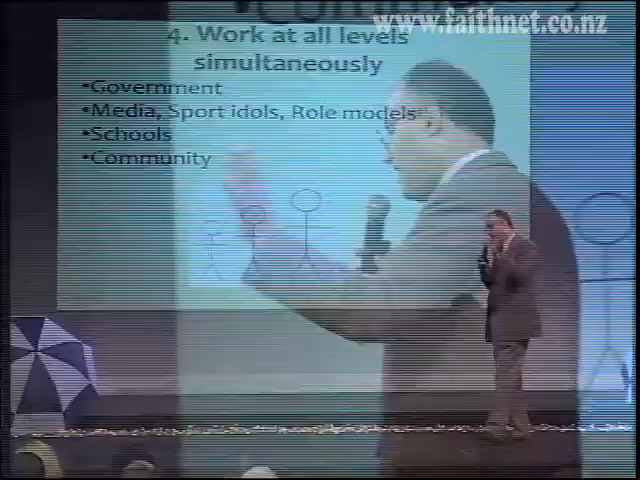 www.faithnet.co.nz
4. Work at all levels
simultaneously
•Government
•Media, Sport idols, Role models
•Schools
•Community